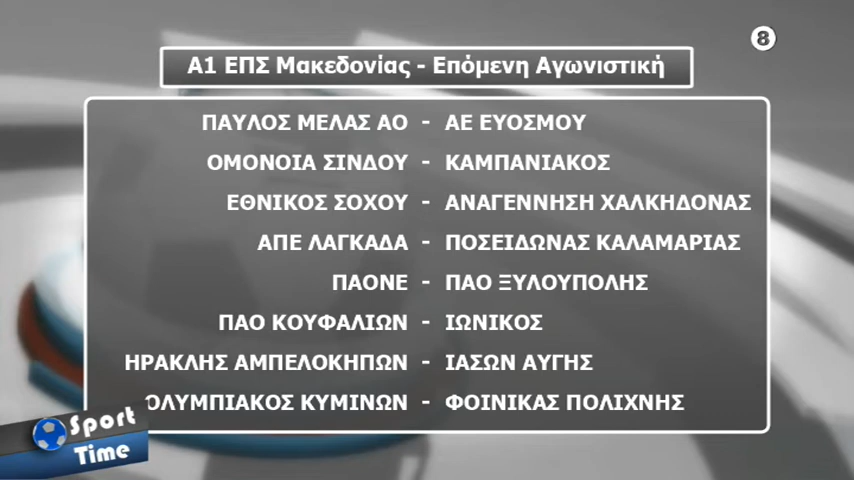 8
Α1 ΕΠΣ Μακεδονίας - Επόμενη Αγωνιστική
ΠΑΥΛΟΣ ΜΕΛΑΣ ΑΟ - ΑΕ ΕΥΟΣΜΟΥ
ΟΜΟΝΟΙΑ ΣΙΝΔΟΥ - ΚΑΜΠΑΝΙΑΚΟΣ
ΕΘΝΙΚΟΣ ΣΟΧΟΥ - ΑΝΑΓΕΝΝΗΣΗ ΧΑΛΚΗΔΟΝΑΣ
ΑΠΕ ΛΑΓΚΑΔΑ - ΠΟΣΕΙΔΩΝΑΣ ΚΑΛΑΜΑΡΙΑΣ
ΠΑΟΝΕ - ΠΑΟ ΞΥΛΟΥΠΟΛΗΣ
ΠΑΟ ΚΟΥΦΑΛΙΩΝ - ΙΩΝΙΚΟΣ
ΗΡΑΚΛΗΣ ΑΜΠΕΛΟΚΗΠΩΝ - ΙΑΣΩΝ ΑΥΓΗΣ
ΟΛΥΜΠΙΑΚΟΣ ΚΥΜΙΝΩΝ - ΦΟΙΝΙΚΑΣ ΠΟΛΙΧΝΗΣ
Sport
Time